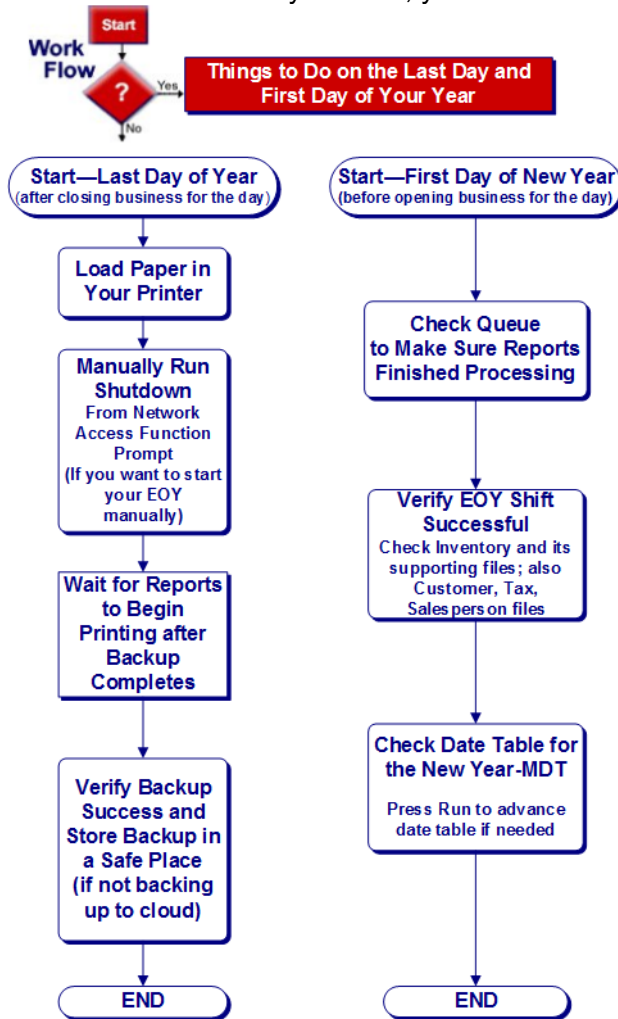 Start
Work
Flow
?
Yes
No
Things to Do on the Last Day and
First Day of Your Year
Start—Last Day of Year
(after closing business for the day)
Load Paper in
Your Printer
Manually Run
Shutdown
From Network
Access Function
Prompt
(If you want to start
your EOY
manually)
Wait for Reports
to Begin
Printing after
Backup
Completes
Verify Backup
Success and
Store Backup in
a Safe Place
(if not backing
up to cloud)
END
Start—First Day of New Year
(before opening business for the day)
Check Queue
to Make Sure Reports
Finished Processing
Verify EOY Shift
Successful
Check Inventory and its
supporting files; also
Customer, Tax,
Salesperson files
Check Date Table for
the New Year-MDT
Press Run to advance
date table if needed
END